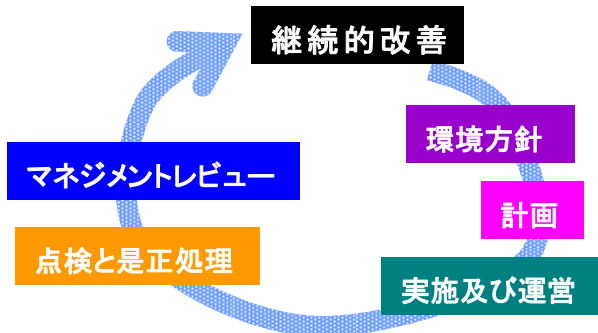 継続的改善
環境方針
計画
実施及び運営
点検と是正処理
マネジメントレビュー